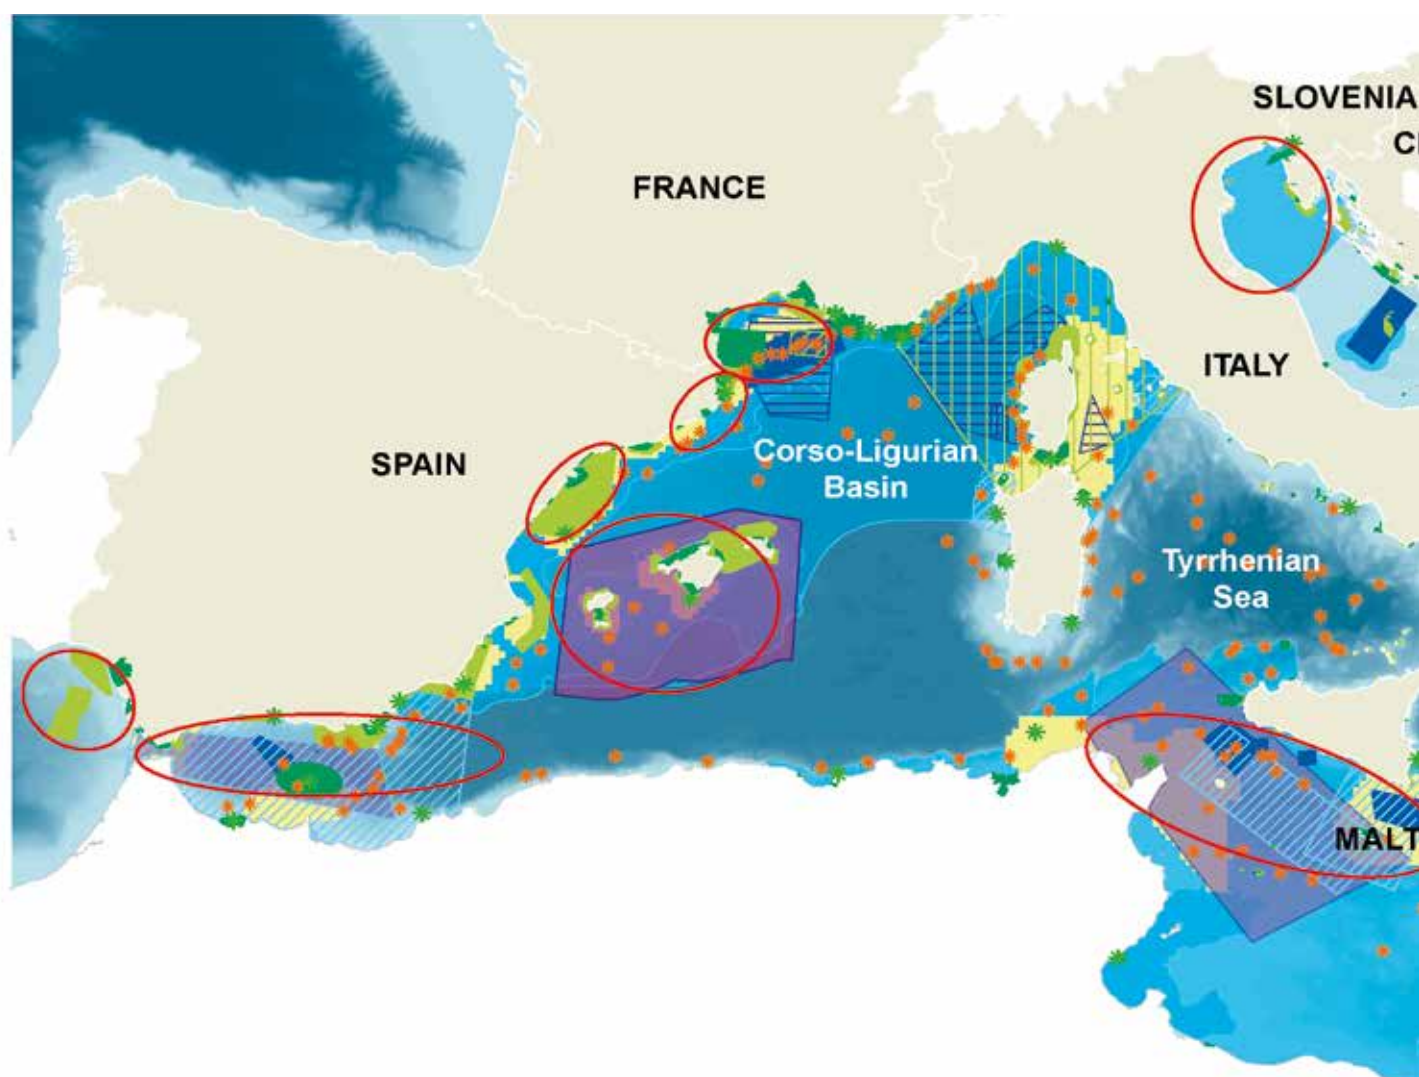 SLOVENIA
C
FRANCE
ITALY
SPAIN
Corso-Ligurian
Basin
Tyrrhenian
Sea
MALT